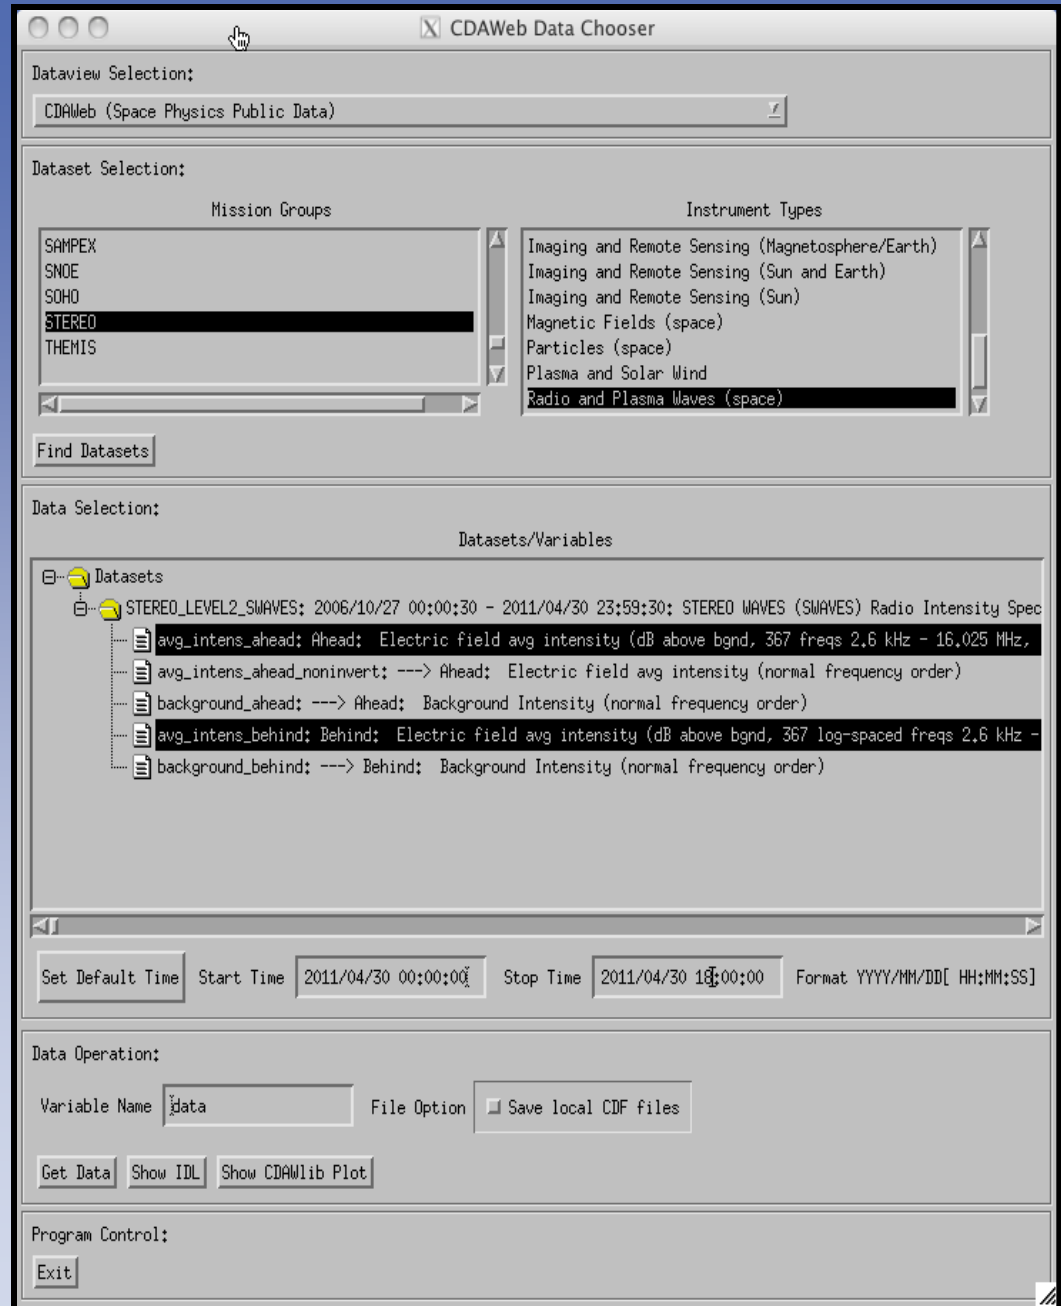 CDAWeb Data Chooser
Dataview Selection:
CDAWeb (Space Physics Public Data)
Dataset Selection:
Mission Groups
SAMPEX
SNOE
SOHO
STEREO
THEMIS
Instrument Types
Imaging and Remote Sensing (Magnetosphere/Earth)
Imaging and Remote Sensing (Sun and Earth)
Imaging and Remote Sensing (Sun)
Magnetic Fields (space)
Particles (space)
Plasma and Solar Wind
Radio and Plasma Waves (space)
Find Datasets
Data Selection:
Datasets/Variables
Datasets
STEREO_LEVEL2_SWAVES: 2006/10/27 00:00:30 - 2011/04/30 23:59:30: STEREO WAVES (SWAVES) Radio Intensity Spec
avg_intens_ahead: Ahead: Electric field avg intensity (dB above bgnd, 367 freqs 2.6 kHz - 16.025 MHz,
avg_intens_ahead_noninvert: ---> Ahead: Electric field avg intensity (normal frequency order)
background_ahead: ---> Ahead: Background Intensity (normal frequency order)
avg_intens_behind: Behind: Electric field avg intensity (dB above bgnd, 367 log-spaced freqs 2.6 kHz -
background_behind: ---> Behind: Background Intensity (normal frequency order)
Set Default Time Start Time 2011/04/30 00:00:00 Stop Time 2011/04/30 18:00:00 Format YYYY/MM/DD[ HH:MM:SS]
Data Operation:
Variable Name data File Option Save local CDF files
Get Data Show IDL Show CDAWlib Plot
Program Control:
Exit